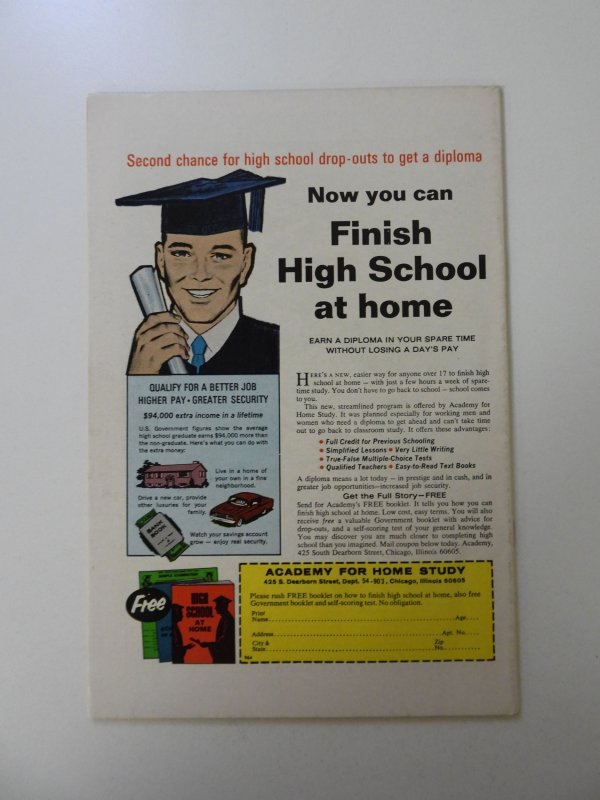 Second chance for high school drop-outs to get a diploma
Now you can
Finish
High School
at home
EARN A DIPLOMA IN YOUR SPARE TIME
WITHOUT LOSING A DAY'S PAY
HERE'S A NEW, easier way for anyone over 17 to finish high
school at home — with just a few hours a week of spare-
time study. You don't have to go back to school – school comes
to you.
This new, streamlined program is offered by Academy for
Home Study. It was planned especially for working men and
women who need a diploma to get ahead and can't take time
out to go back to classroom study. It offers these advantages:
• Full Credit for Previous Schooling
• Simplified Lessons • Very Little Writing
• True-False Multiple-Choice Tests
• Qualified Teachers • Easy-to-Read Text Books
A diploma means a lot today – in prestige and in cash, and in
greater job opportunities–increased job security.
Get the Full Story–FREE
Send for Academy's FREE booklet. It tells you how you can
finish high school at home. Low cost, easy terms. You will also
receive free a valuable Government booklet with advice for
drop-outs, and a self-scoring test of your general knowledge.
You may discover you are much closer to completing high
school than you imagined. Mail coupon below today. Academy,
425 South Dearborn Street, Chicago, Illinois 60605.
QUALIFY FOR A BETTER JOB
HIGHER PAY • GREATER SECURITY
$94,000 extra income in a lifetime
U.S. Government figures show the average
high school graduate earns $94,000 more than
the non-graduate. Here's what you can do with
the extra money:
Live in a home of
your own in a fine
neighborhood.
Drive a new car, provide
other luxuries for your
family.
BANK
BOOK
Watch your savings account
grow — enjoy real security.
Free
HIGH
SCHOOL
AT
HOME
ACADEMY FOR HOME STUDY
425 S. Dearborn Street, Dept. 54-903, Chicago, Illinois 60605
Please rush FREE booklet on how to finish high school at home, also free
Government booklet and self-scoring test. No obligation.
Print
Name Age
Address Apt. No.
City & Zip
State No.